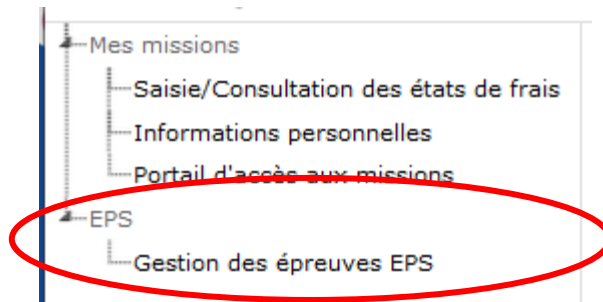 Mes missions
Saisie/Consultation des états de frais
Informations personnelles
Portail d'accès aux missions
EPS
Gestion des épreuves EPS